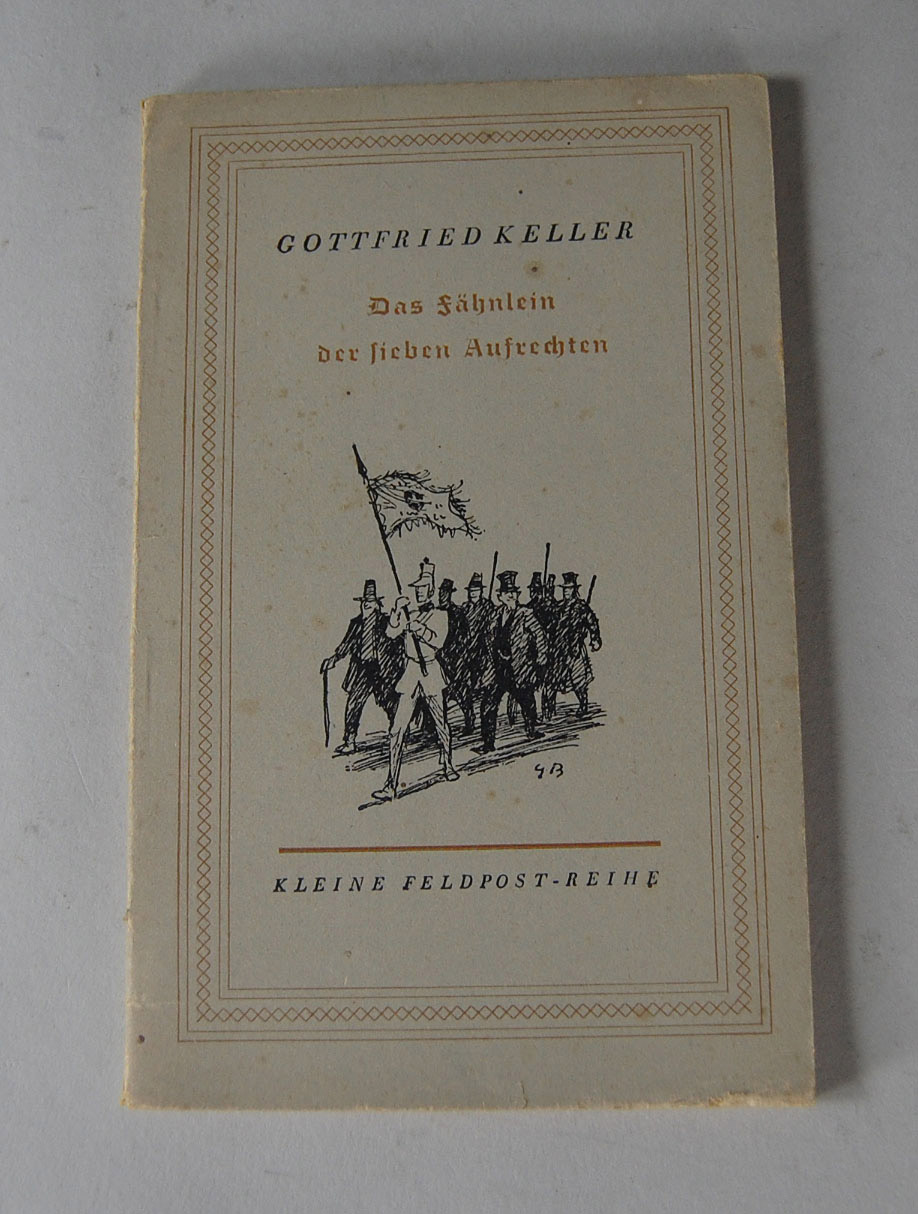 GOTTFRIED KELLER
Das Fähnlein
der sieben Aufrechten
GB
KLEINE FELDPOST-REIHE